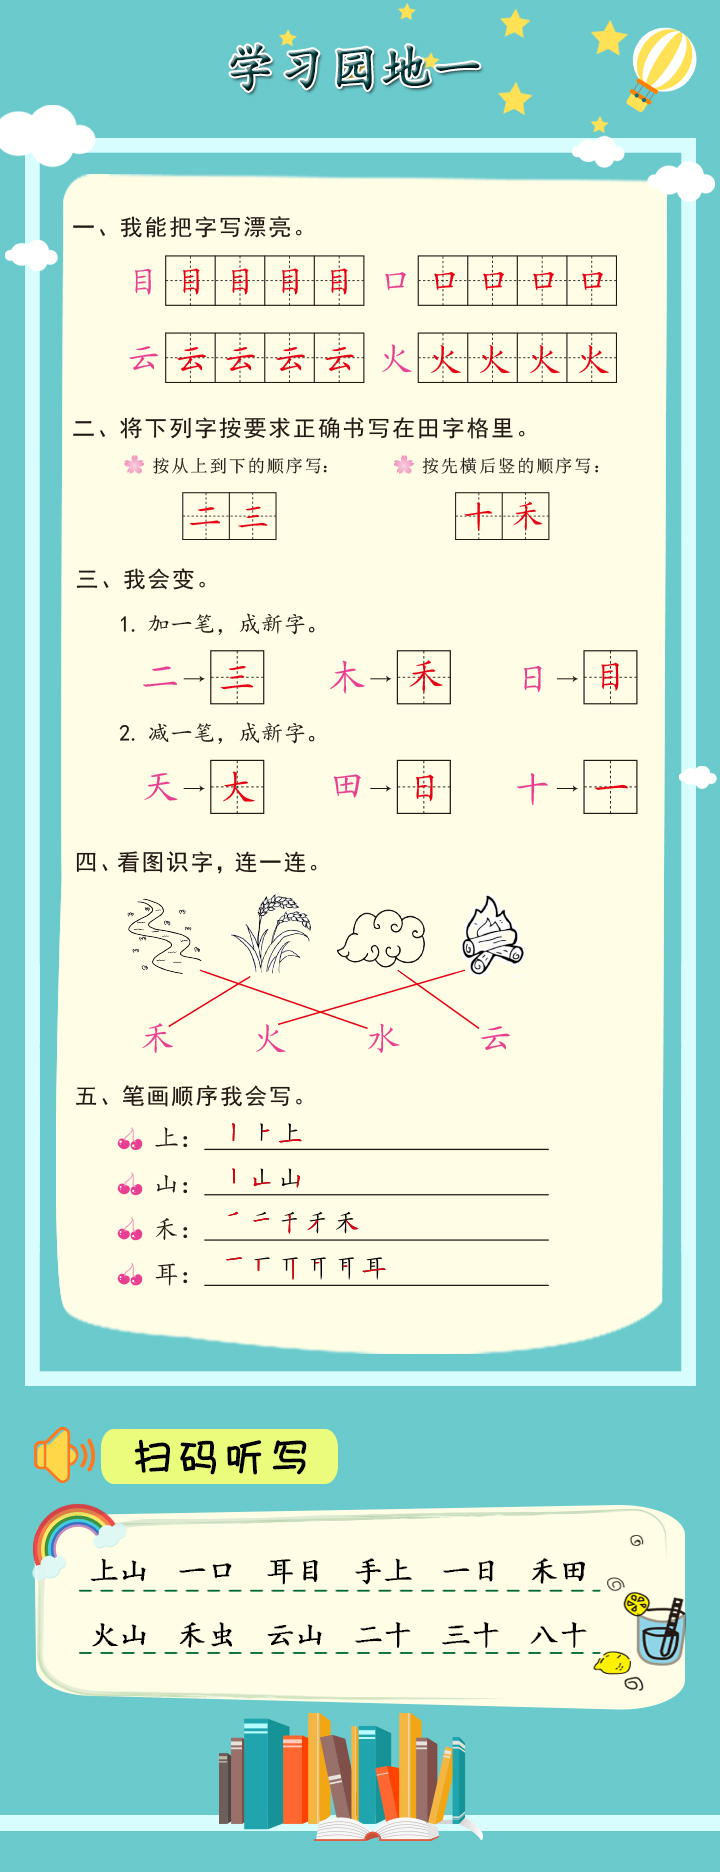 学习园地一
一、我能把字写漂亮。
目 目 目 目 目 口 口 口 口 口
云 云 云 云 云 火 火 火 火 火
二、将下列字按要求正确书写在田字格里。
按从上到下的顺序写： 按先横后竖的顺序写：
二 三 十 禾
三、我会变。
1. 加一笔，成新字。
二→三 木→禾 日→目
2. 减一笔，成新字。
天→大 田→日 十→一
四、看图识字，连一连。
禾 火 水 云
五、笔画顺序我会写。
上： 丨 ⺊ 上
山： 丨 山 山
禾： ㇒ 二 千 禾 禾
耳： 一 丅 丌 耳 耳 耳
扫码听写
上山 一口 耳目 手上 一日 禾田
火山 禾虫 云山 二十 三十 八十